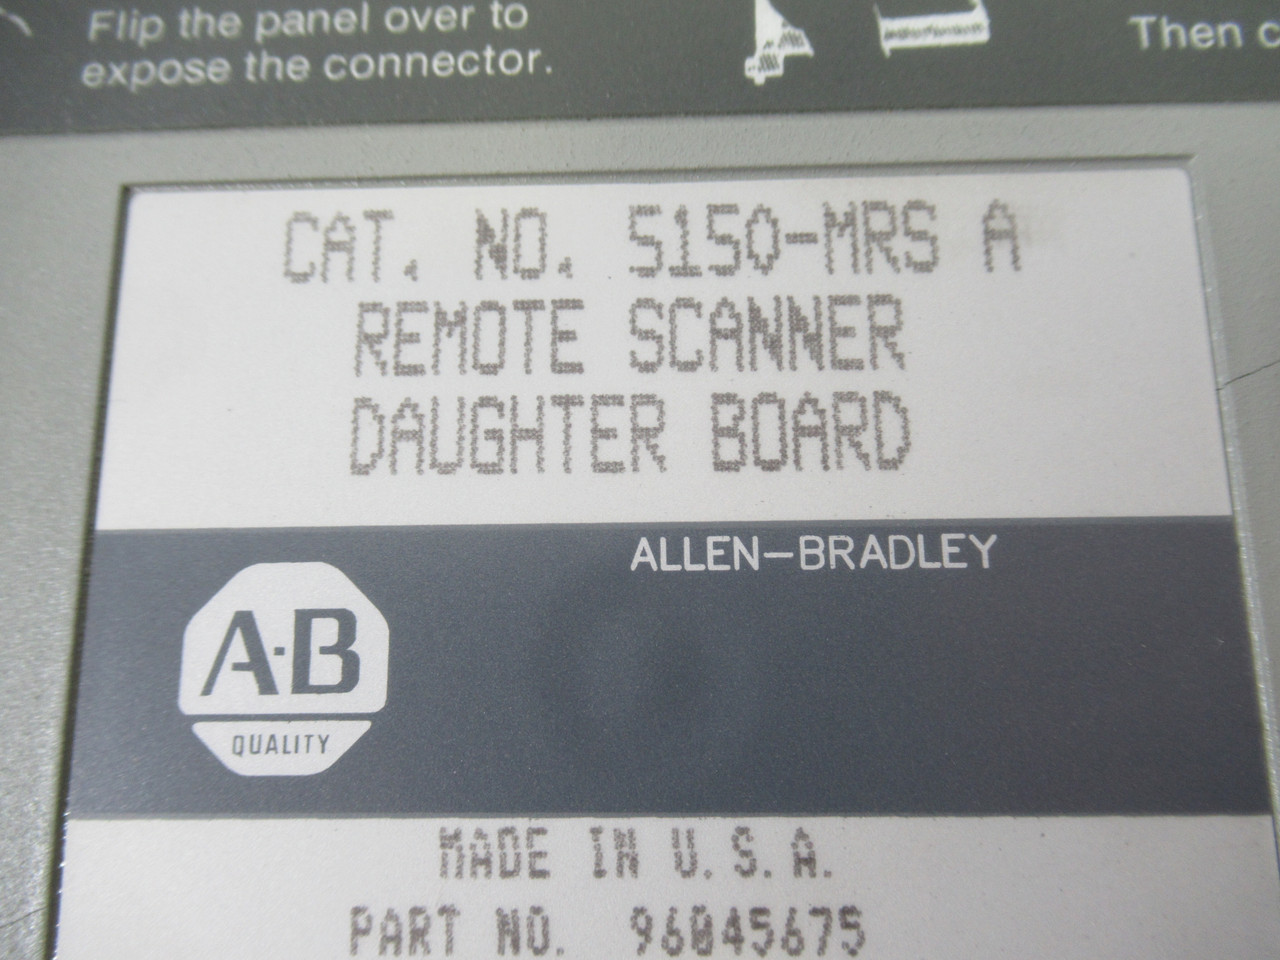 Flip the panel over to
expose the connector.
Then
CAT. NO. 5150-MRS A
REMOTE SCANNER
DAUGHTER BOARD
ALLEN-BRADLEY
A·B
QUALITY
MADE IN U.S.A.
PART NO. 96045675